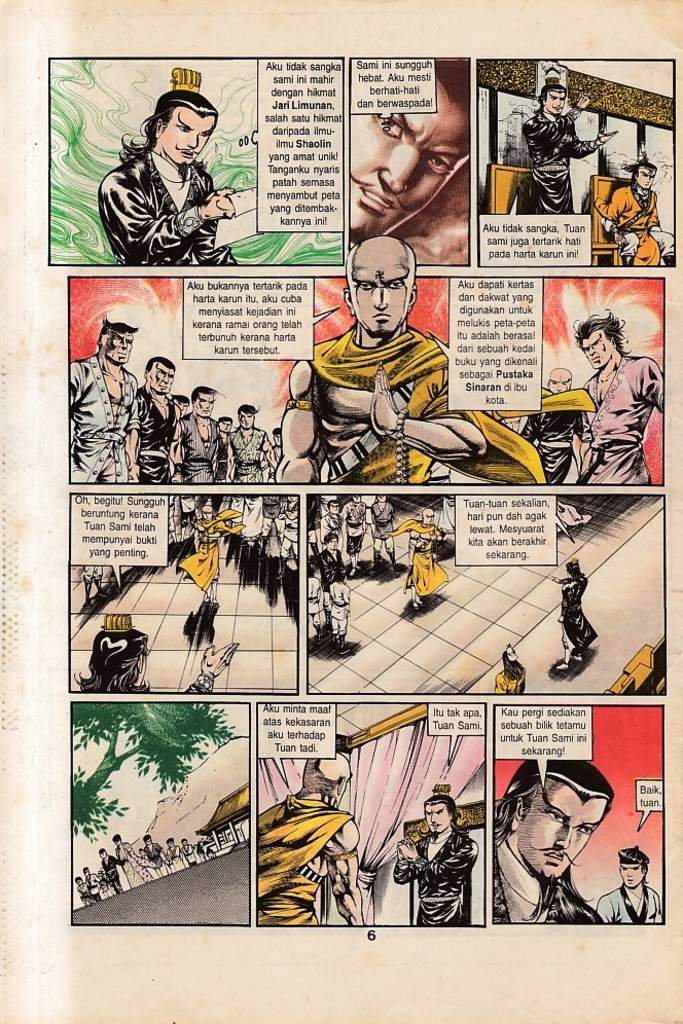 Aku tidak sangka
sami ini mahir
dengan hikmat
Jari Limunan,
salah satu hikmat
daripada ilmu-
ilmu Shaolin
yang amat unik!
Tanganku nyaris
patah semasa
menyambut peta
yang ditembak-
kannya ini!
Sami ini sungguh
hebat. Aku mesti
berhati-hati
dan berwaspada!
Aku tidak sangka, Tuan
sami juga tertarik hati
pada harta karun ini!
Aku bukannya tertarik pada
harta karun itu, aku cuba
menyiasat kejadian ini
kerana ramai orang telah
terbunuh kerana harta
karun tersebut.
Aku dapati kertas
dan dakwat yang
digunakan untuk
melukis peta-peta
itu adalah berasal
dari sebuah kedai
buku yang dikenali
sebagai Pustaka
Sinaran di ibu
kota.
Oh, begitu! Sungguh
beruntung kerana
Tuan Sami telah
mempunyai bukti
yang penting.
Tuan-tuan sekalian,
hari pun dah agak
lewat. Mesyuarat
kita akan berakhir
sekarang.
Aku minta maaf
atas kekasaran
aku terhadap
Tuan tadi.
Itu tak apa,
Tuan Sami.
Kau pergi sediakan
sebuah bilik tetamu
untuk Tuan Sami ini
sekarang!
Baik,
tuan.
6